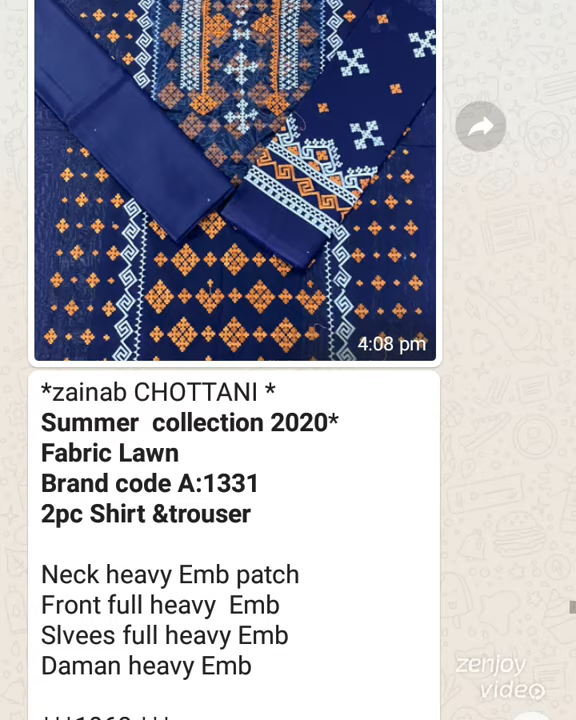 4:08 pm
*zainab CHOTTANI *
Summer collection 2020*
Fabric Lawn
Brand code A:1331
2pc Shirt &trouser
Neck heavy Emb patch
Front full heavy Emb
Slvees full heavy Emb
Daman heavy Emb
zenjoy
video